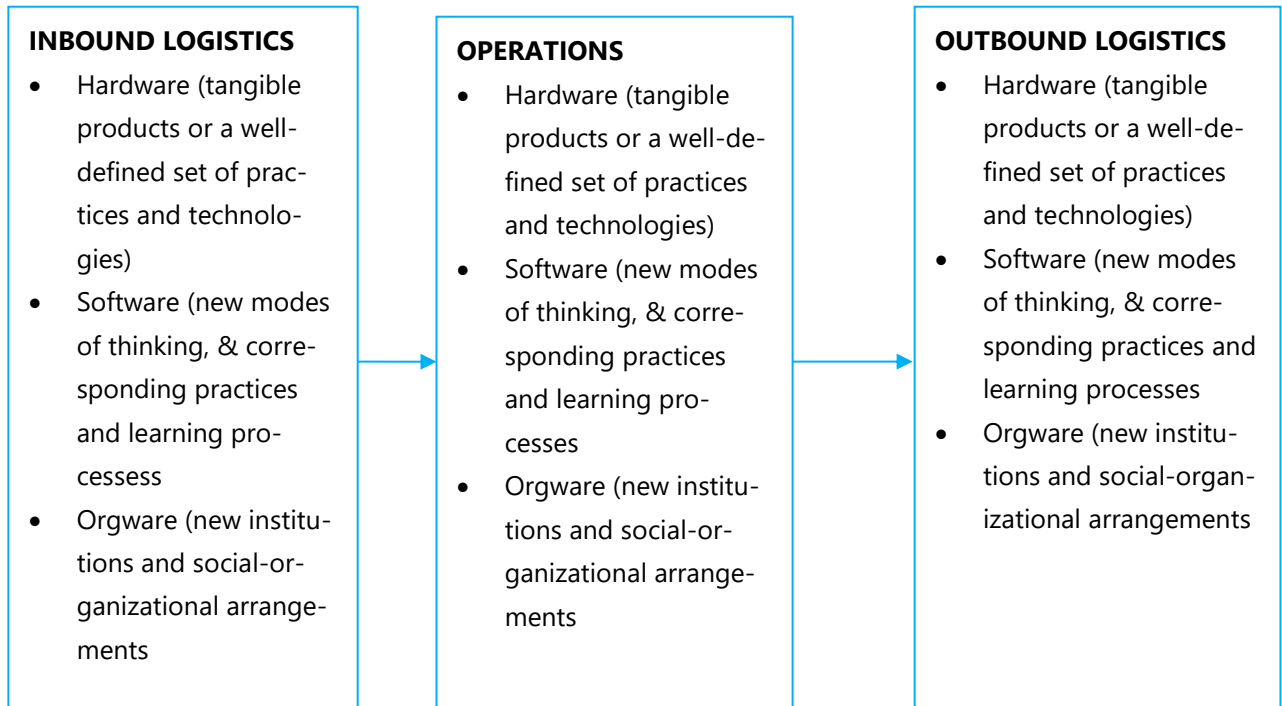 INBOUND LOGISTICS
• Hardware (tangible
products or a well-
defined set of prac-
tices and technolo-
gies)
• Software (new modes
of thinking, & corre-
sponding practices
and learning pro-
cessess
• Orgware (new institu-
tions and social-or-
ganizational arrange-
ments
OPERATIONS
• Hardware (tangible
products or a well-de-
fined set of practices
and technologies)
• Software (new modes
of thinking, & corre-
sponding practices
and learning pro-
cesses
• Orgware (new institu-
tions and social-or-
ganizational arrange-
ments
OUTBOUND LOGISTICS
• Hardware (tangible
products or a well-de-
fined set of practices
and technologies)
• Software (new modes
of thinking, & corre-
sponding practices and
learning processes
• Orgware (new institu-
tions and social-organ-
izational arrangements